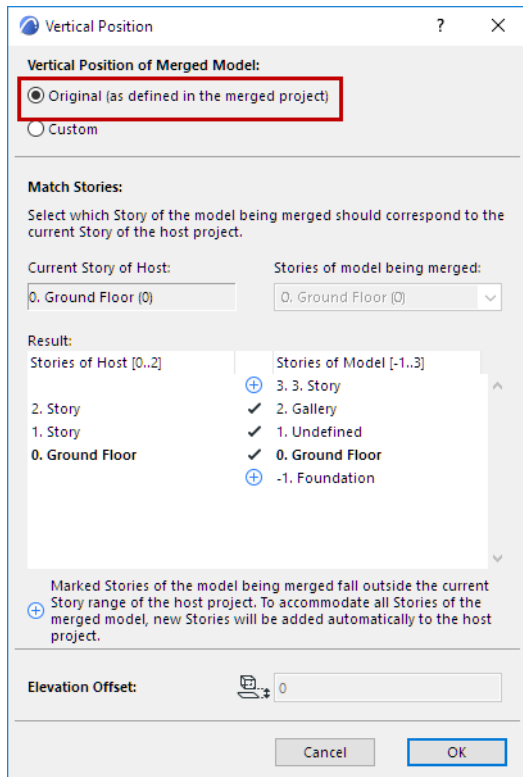 Vertical Position
?
Vertical Position of Merged Model:
Original (as defined in the merged project)
Custom
Match Stories:
Select which Story of the model being merged should correspond to the
current Story of the host project.
Current Story of Host: Stories of model being merged:
0. Ground Floor (0) 0. Ground Floor (0)
Result:
Stories of Host [0..2] Stories of Model [-1..3]
3. 3. Story
2. Story 2. Gallery
1. Story 1. Undefined
0. Ground Floor 0. Ground Floor
-1. Foundation
Marked Stories of the model being merged fall outside the current
Story range of the host project. To accommodate all Stories of the
merged model, new Stories will be added automatically to the host
project.
Elevation Offset: 0
Cancel OK